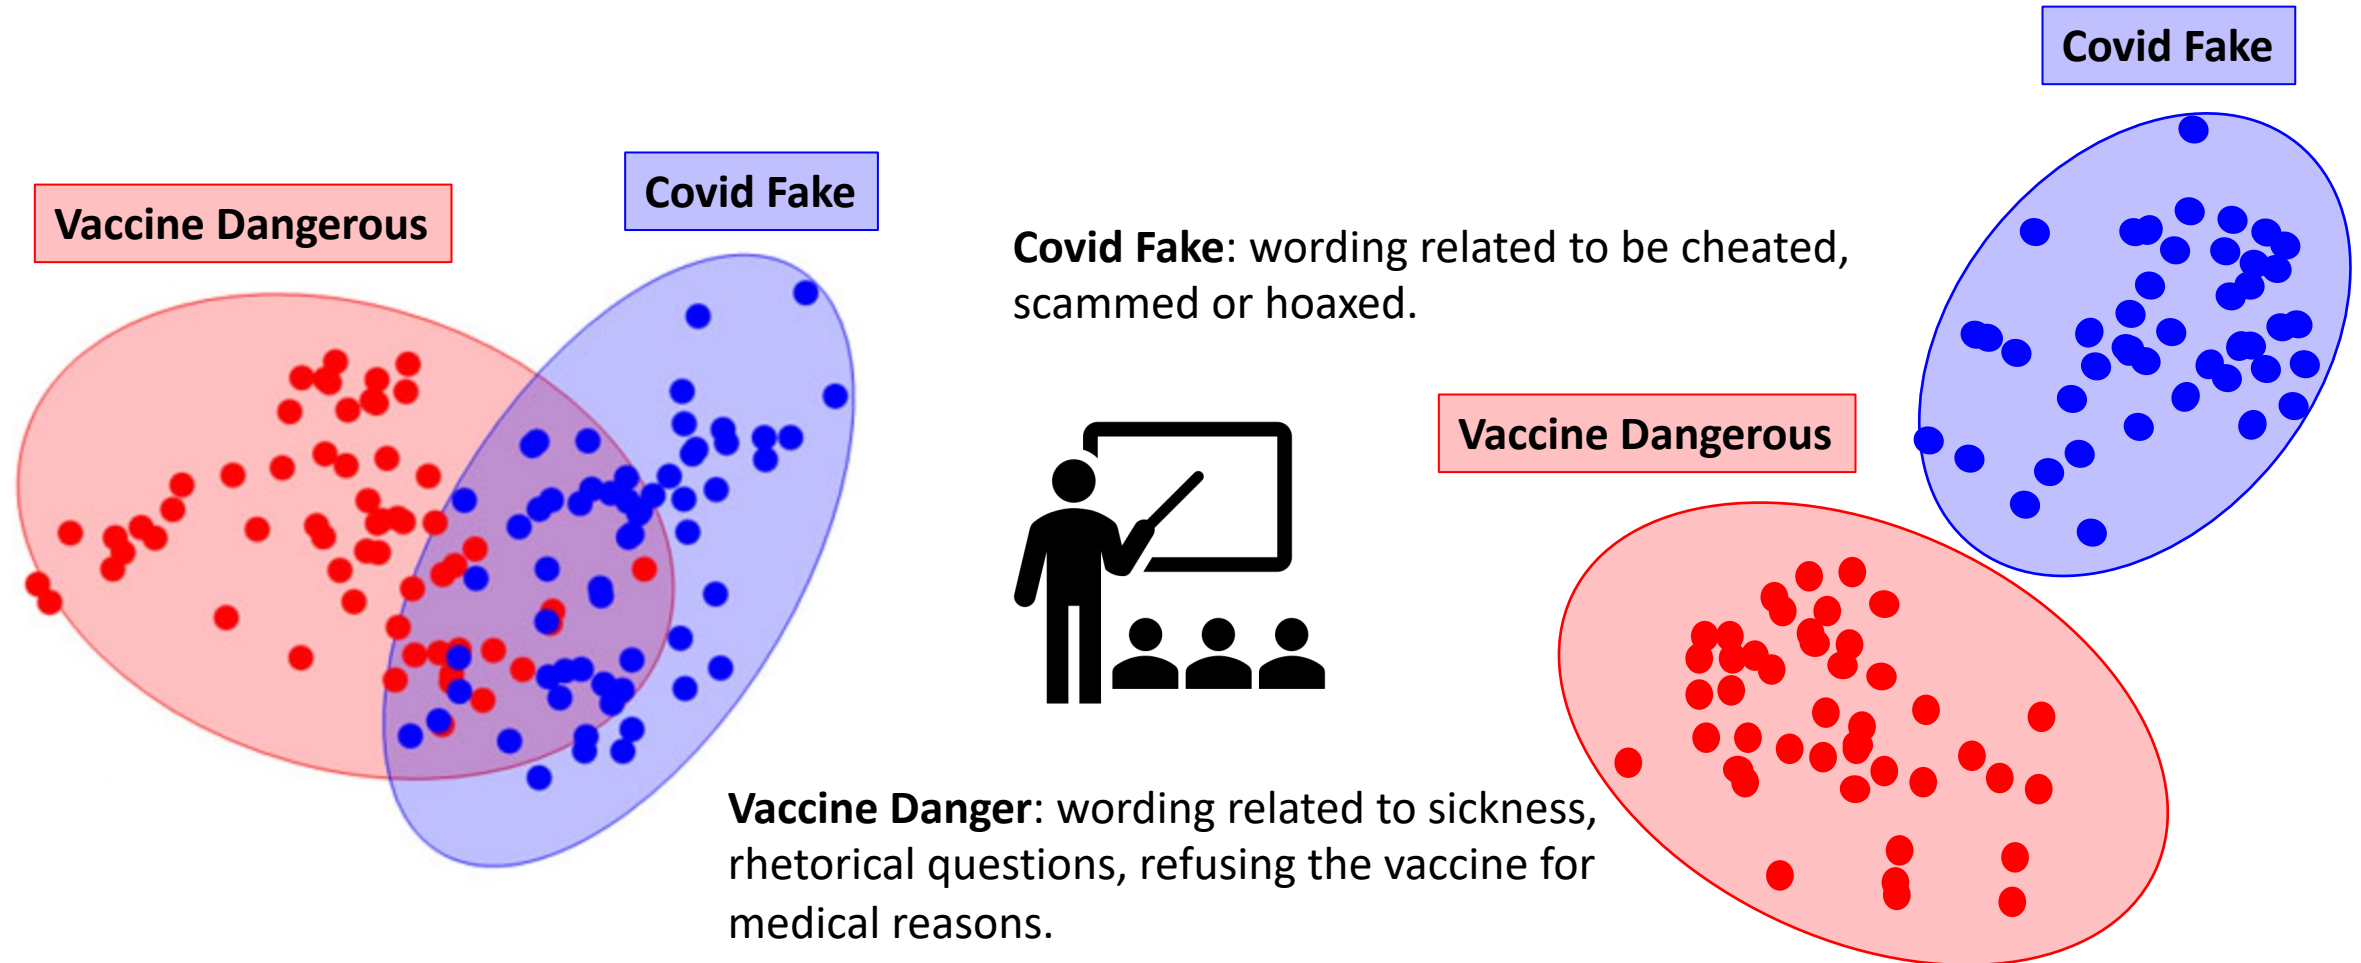 Vaccine Dangerous
Covid Fake
Covid Fake: wording related to be cheated,
scammed or hoaxed.
Vaccine Danger: wording related to sickness,
rhetorical questions, refusing the vaccine for
medical reasons.
Covid Fake
Vaccine Dangerous